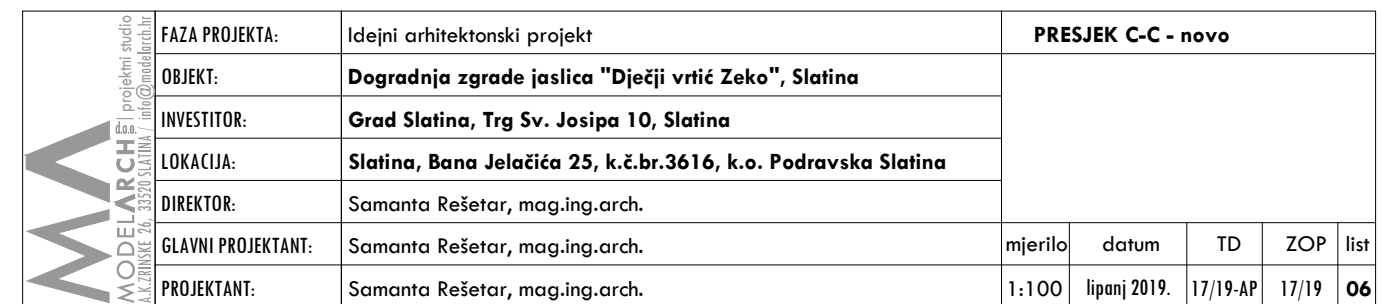 MODELARCH d.o.o. | projektni studio
A.K.ZRINSKE 26, 33520 SLATINA / info@modelarch.hr
FAZA PROJEKTA: Idejni arhitektonski projekt
OBJEKT: Dogradnja zgrade jaslica "Dječji vrtić Zeko", Slatina
INVESTITOR: Grad Slatina, Trg Sv. Josipa 10, Slatina
LOKACIJA: Slatina, Bana Jelačića 25, k.č.br.3616, k.o. Podravska Slatina
DIREKTOR: Samanta Rešetar, mag.ing.arch.
GLAVNI PROJEKTANT: Samanta Rešetar, mag.ing.arch.
PROJEKTANT: Samanta Rešetar, mag.ing.arch.
PRESJEK C-C - novo
mjerilo datum TD ZOP list
1:100 lipanj 2019. 17/19-AP 17/19 06